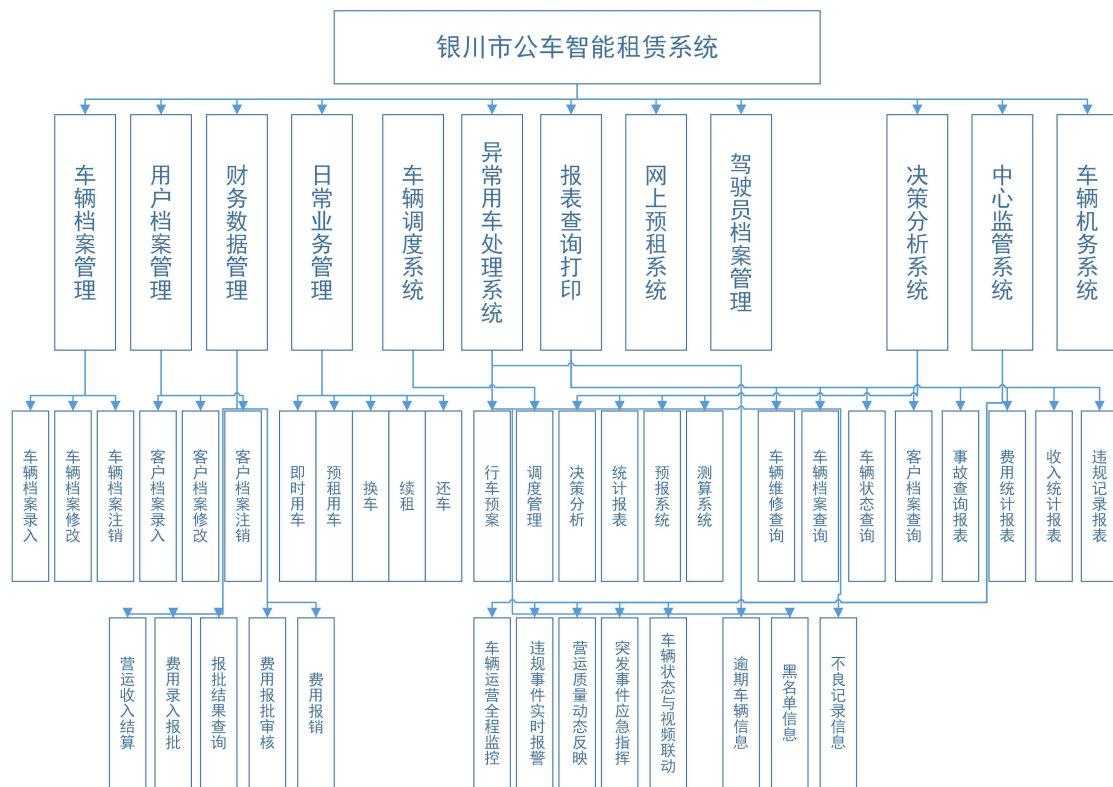 银川市公车智能租赁系统
车辆档案管理
用户档案管理
财务数据管理
日常业务管理
车辆调度系统
异常用车处理系统
报表查询打印
网上预租系统
驾驶员档案管理
决策分析系统
中心监管系统
车辆机务系统
车辆档案录入
车辆档案修改
车辆档案注销
客户档案录入
客户档案修改
客户档案注销
即时用车
预租用车
换车
续租
还车
行车预案
调度管理
决策分析
统计报表
预报系统
测算系统
车辆维修查询
车辆档案查询
车辆状态查询
客户档案查询
事故查询报表
费用统计报表
收入统计报表
违规记录报表
营运收入结算
费用录入报批
报批结果查询
费用报批审核
费用报销
车辆运营全程监控
违规事件实时报警
营运质量动态反映
突发事件应急指挥
车辆状态与视频联动
逾期车辆信息
黑名单信息
不良记录信息